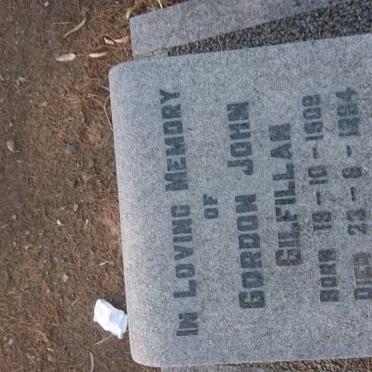 IN LOVING MEMORY
OF
GORDON JOHN
GILFILLAN
BORN 19-10-1909
DIED 23-6-1964